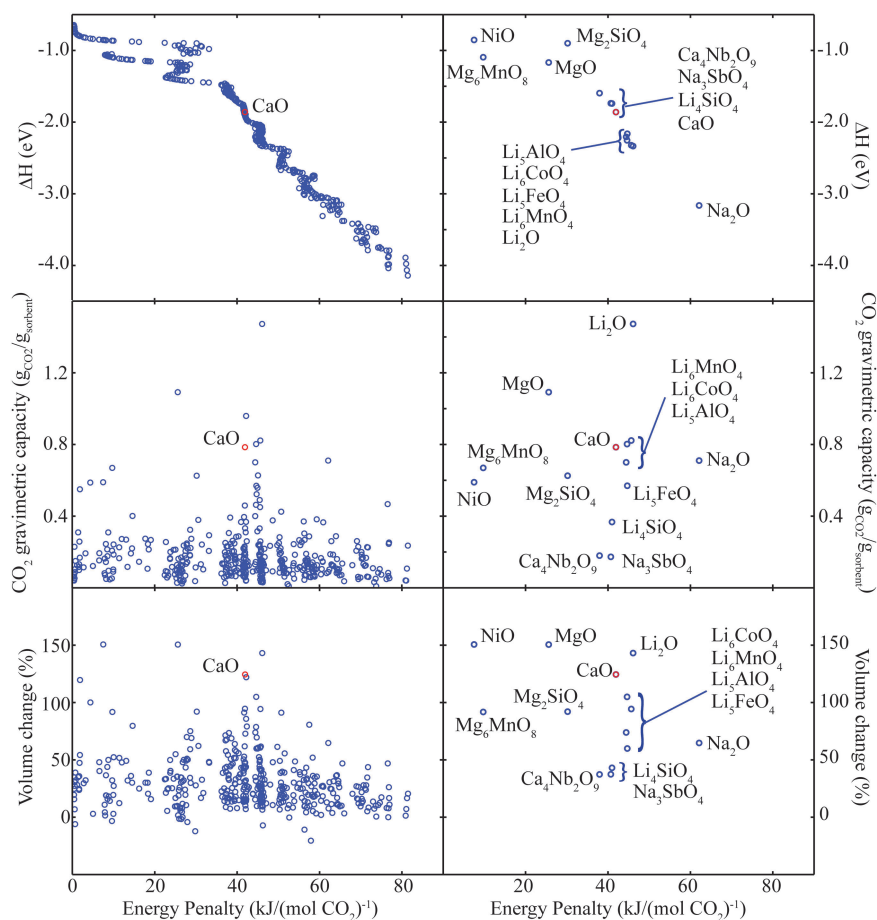 -1.0
-2.0
-3.0
-4.0
ΔH (eV)
CaO
NiO
Mg₂SiO₄
Mg₆MnO₈
MgO
Ca₄Nb₂O₉
Na₃SbO₄
Li₄SiO₄
CaO
Li₅AlO₄
Li₆CoO₄
Li₅FeO₄
Li₆MnO₄
Li₂O
Na₂O
-1.0
-2.0
-3.0
-4.0
ΔH (eV)
1.2
0.8
0.4
CO₂ gravimetric capacity (g_CO2/g_sorbent)
CaO
Li₂O
MgO
Li₆MnO₄
Li₆CoO₄
Li₅AlO₄
CaO
Mg₆MnO₈
NiO
Mg₂SiO₄
Li₅FeO₄
Na₂O
Li₄SiO₄
Ca₄Nb₂O₉
Na₃SbO₄
1.2
0.8
0.4
CO₂ gravimetric capacity (g_CO2/g_sorbent)
150
100
50
0
Volume change (%)
CaO
NiO
MgO
Li₂O
Li₆CoO₄
Li₆MnO₄
Li₅AlO₄
Li₅FeO₄
CaO
Mg₂SiO₄
Mg₆MnO₈
Na₂O
Ca₄Nb₂O₉
Li₄SiO₄
Na₃SbO₄
150
100
50
0
Volume change (%)
0 20 40 60 80
0 20 40 60 80
Energy Penalty (kJ/(mol CO₂)⁻¹
Energy Penalty (kJ/(mol CO₂)⁻¹